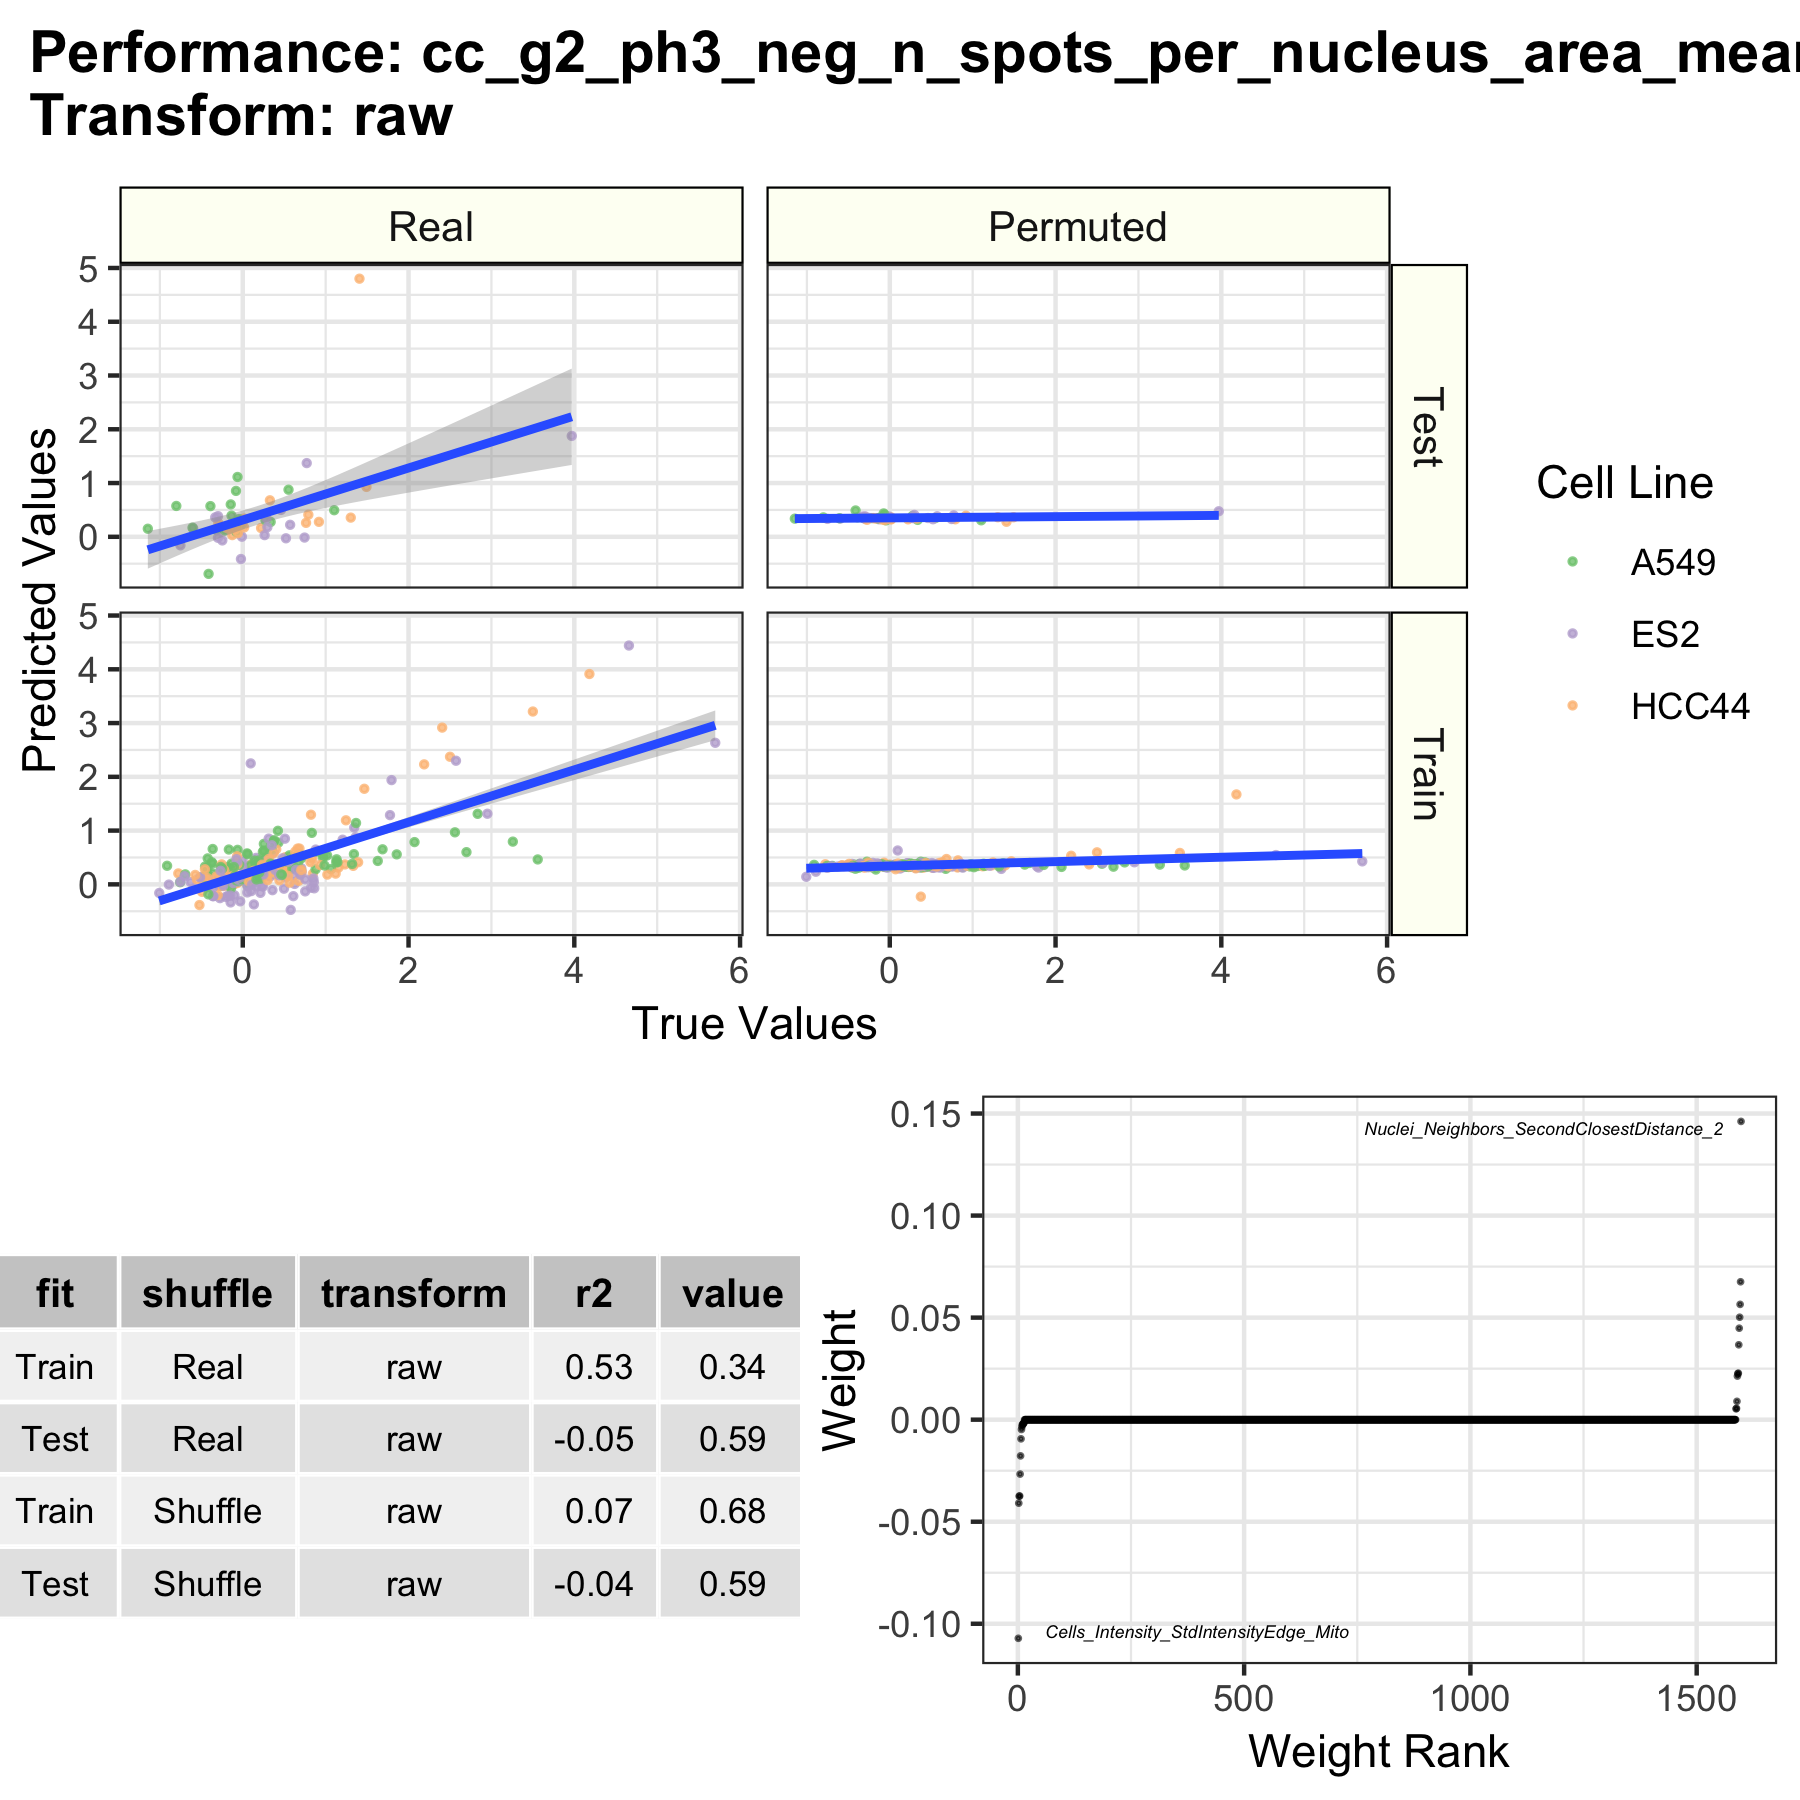 Performance: cc_g2_ph3_neg_n_spots_per_nucleus_area_mean
Transform: raw
Real
Permuted
5
4
3
2
1
0
Test
5
4
3
2
1
0
Train
0 2 4 6
0 2 4 6
True Values
Predicted Values
Cell Line
A549
ES2
HCC44
fit shuffle transform r2 value
Train Real raw 0.53 0.34
Test Real raw -0.05 0.59
Train Shuffle raw 0.07 0.68
Test Shuffle raw -0.04 0.59
Weight
0.15
0.10
0.05
0.00
-0.05
-0.10
Nuclei_Neighbors_SecondClosestDistance_2
Cells_Intensity_StdIntensityEdge_Mito
0 500 1000 1500
Weight Rank